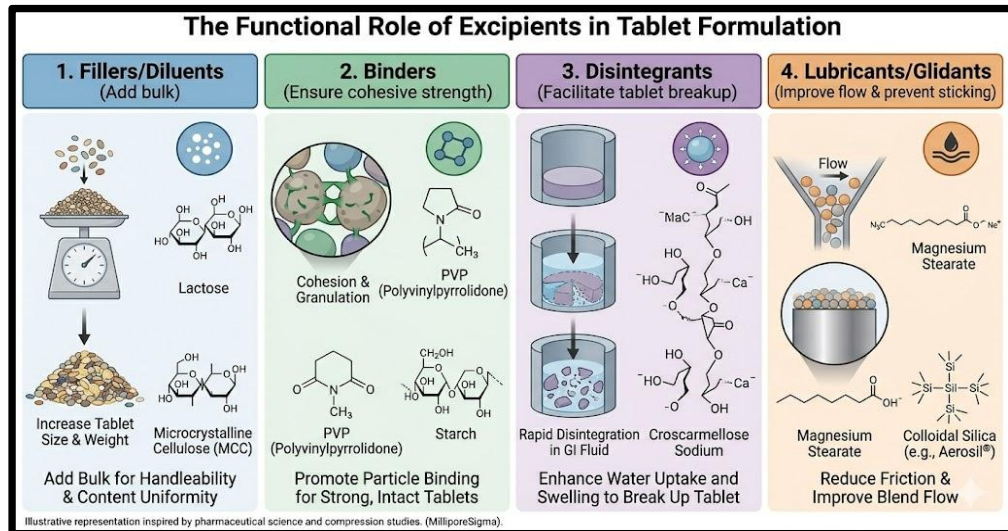 The Functional Role of Excipients in Tablet Formulation
1. Fillers/Diluents
(Add bulk)
Lactose
Increase Tablet
Size & Weight
Microcrystalline
Cellulose (MCC)
Add Bulk for Handleability
& Content Uniformity
2. Binders
(Ensure cohesive strength)
Cohesion &
Granulation
PVP
(Polyvinylpyrrolidone)
PVP
(Polyvinylpyrrolidone)
Starch
Promote Particle Binding
for Strong, Intact Tablets
3. Disintegrants
(Facilitate tablet breakup)
Rapid Disintegration
in GI Fluid
Croscarmellose
Sodium
Enhance Water Uptake and
Swelling to Break Up Tablet
4. Lubricants/Glidants
(Improve flow & prevent sticking)
Flow
Magnesium
Stearate
Magnesium
Stearate
Colloidal Silica
(e.g., Aerosil®)
Reduce Friction &
Improve Blend Flow
Illustrative representation inspired by pharmaceutical science and compression studies. (MilliporeSigma).